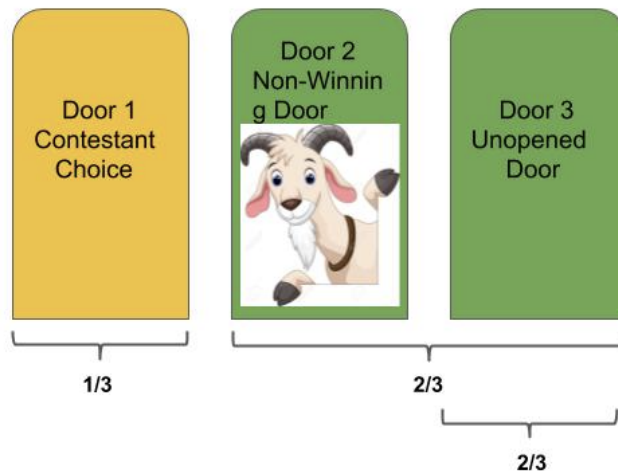 Door 1
Contestant
Choice
Door 2
Non-Winnin
g Door
Door 3
Unopened
Door
1/3
2/3
2/3